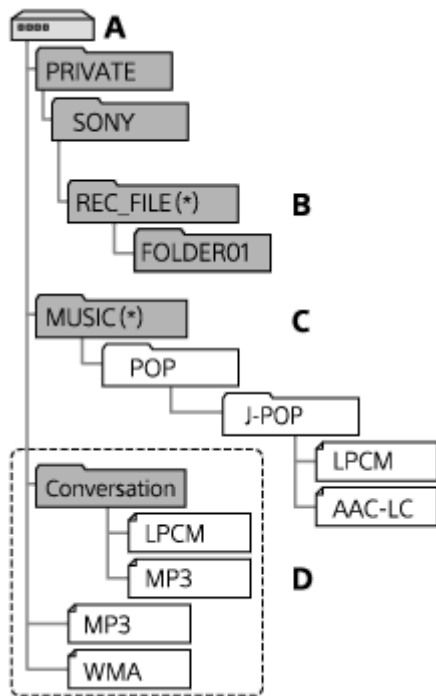 A
PRIVATE
SONY
REC_FILE(*)
B
FOLDER01
MUSIC(*)
C
POP
J-POP
LPCM
Conversation
AAC-LC
LPCM
MP3
D
MP3
WMA